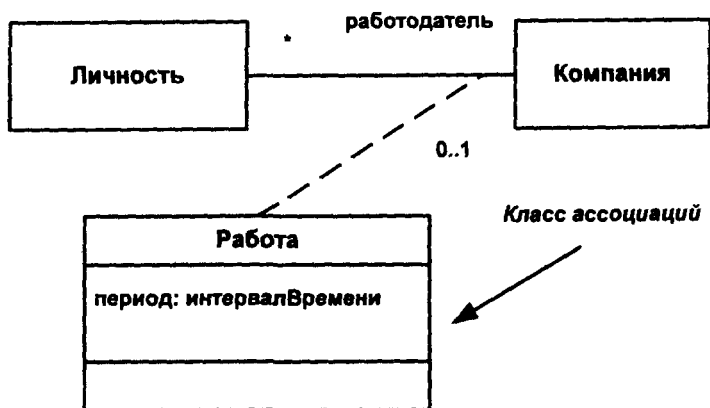 работодатель
*
Личность
Компания
0..1
Класс ассоциаций
Работа
период: интервалВремени